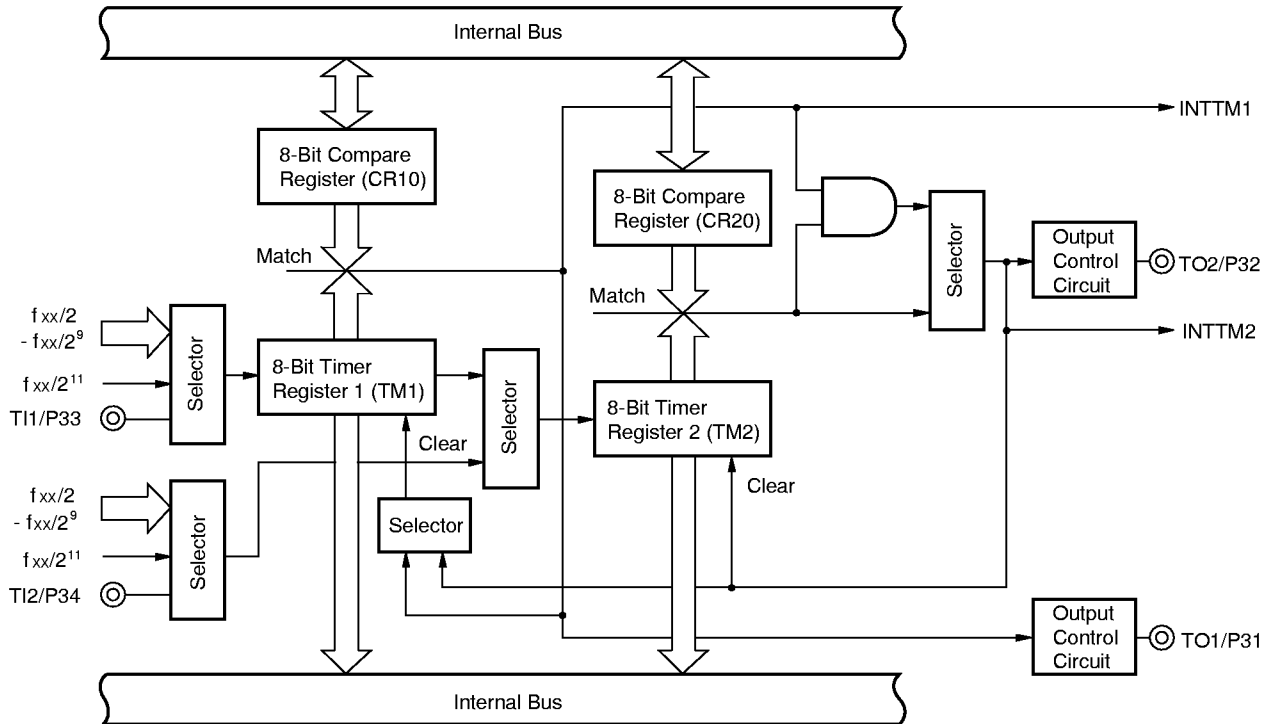 Internal Bus
INTTM1
8-Bit Compare
Register (CR10)
8-Bit Compare
Register (CR20)
Selector
Output
Control
Circuit
TO2/P32
Match
Match
INTTM2
fxx/2
- fxx/2⁹
fxx/2¹¹
TI1/P33
Selector
8-Bit Timer
Register 1 (TM1)
Selector
8-Bit Timer
Register 2 (TM2)
Clear
Clear
fxx/2
- fxx/2⁹
fxx/2¹¹
TI2/P34
Selector
Selector
Output
Control
Circuit
TO1/P31
Internal Bus